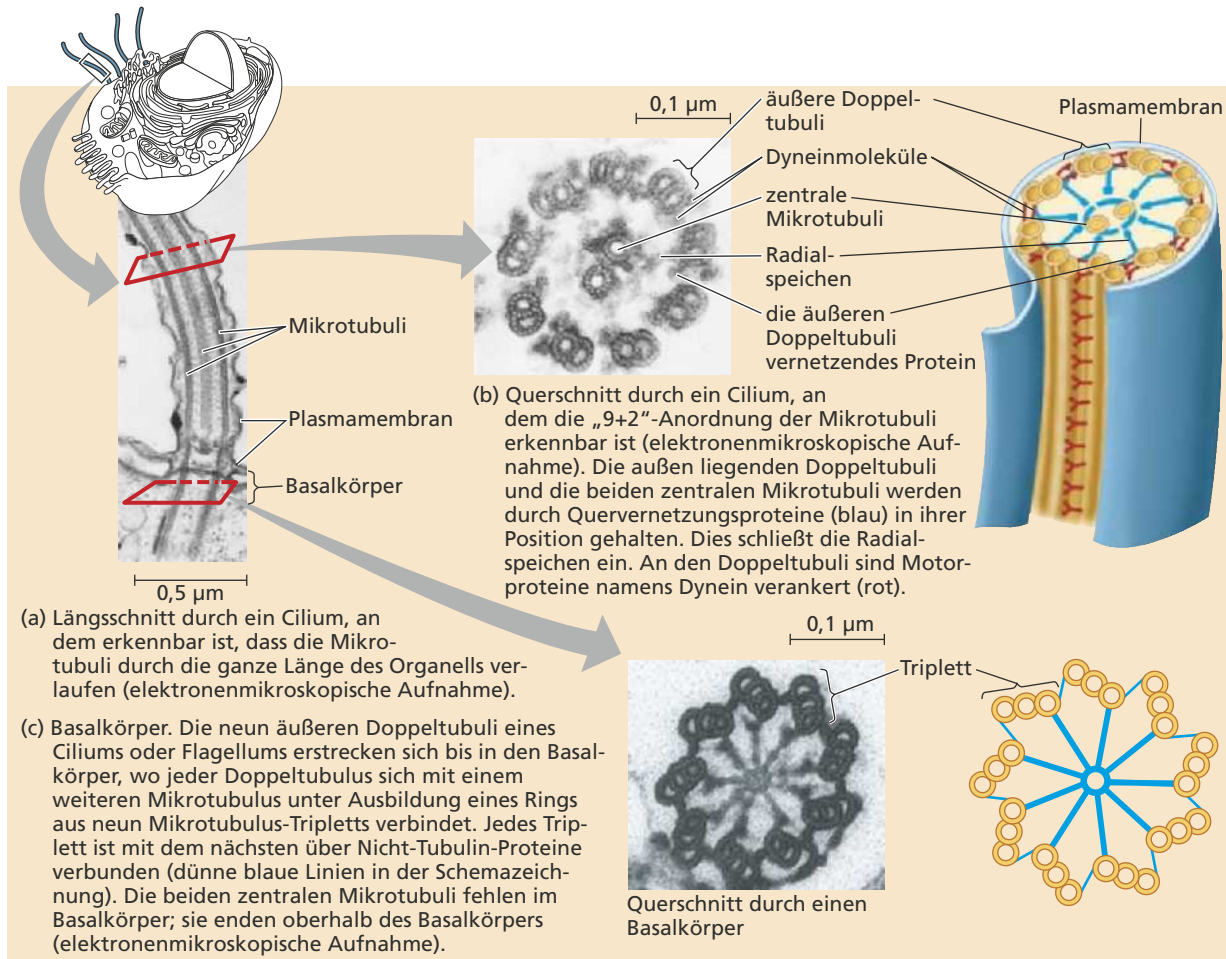 0,1 µm
äußere Doppel-
tubuli
Dyneinmoleküle
zentrale
Mikrotubuli
Radial-
speichen
die äußeren
Doppeltubuli
vernetzendes Protein
Plasmamembran
Mikrotubuli
Plasmamembran
Basalkörper
0,5 µm
(a) Längsschnitt durch ein Cilium, an
dem erkennbar ist, dass die Mikro-
tubuli durch die ganze Länge des Organells ver-
laufen (elektronenmikroskopische Aufnahme).
(b) Querschnitt durch ein Cilium, an
dem die „9+2“-Anordnung der Mikrotubuli
erkennbar ist (elektronenmikroskopische Auf-
nahme). Die außen liegenden Doppeltubuli
und die beiden zentralen Mikrotubuli werden
durch Quervernetzungsproteine (blau) in ihrer
Position gehalten. Dies schließt die Radial-
speichen ein. An den Doppeltubuli sind Motor-
proteine namens Dynein verankert (rot).
(c) Basalkörper. Die neun äußeren Doppeltubuli eines
Ciliums oder Flagellums erstrecken sich bis in den Basal-
körper, wo jeder Doppeltubulus sich mit einem
weiteren Mikrotubulus unter Ausbildung eines Rings
aus neun Mikrotubulus-Tripletts verbindet. Jedes Trip-
lett ist mit dem nächsten über Nicht-Tubulin-Proteine
verbunden (dünne blaue Linien in der Schemazeich-
nung). Die beiden zentralen Mikrotubuli fehlen im
Basalkörper; sie enden oberhalb des Basalkörpers
(elektronenmikroskopische Aufnahme).
0,1 µm
Triplett
Querschnitt durch einen
Basalkörper